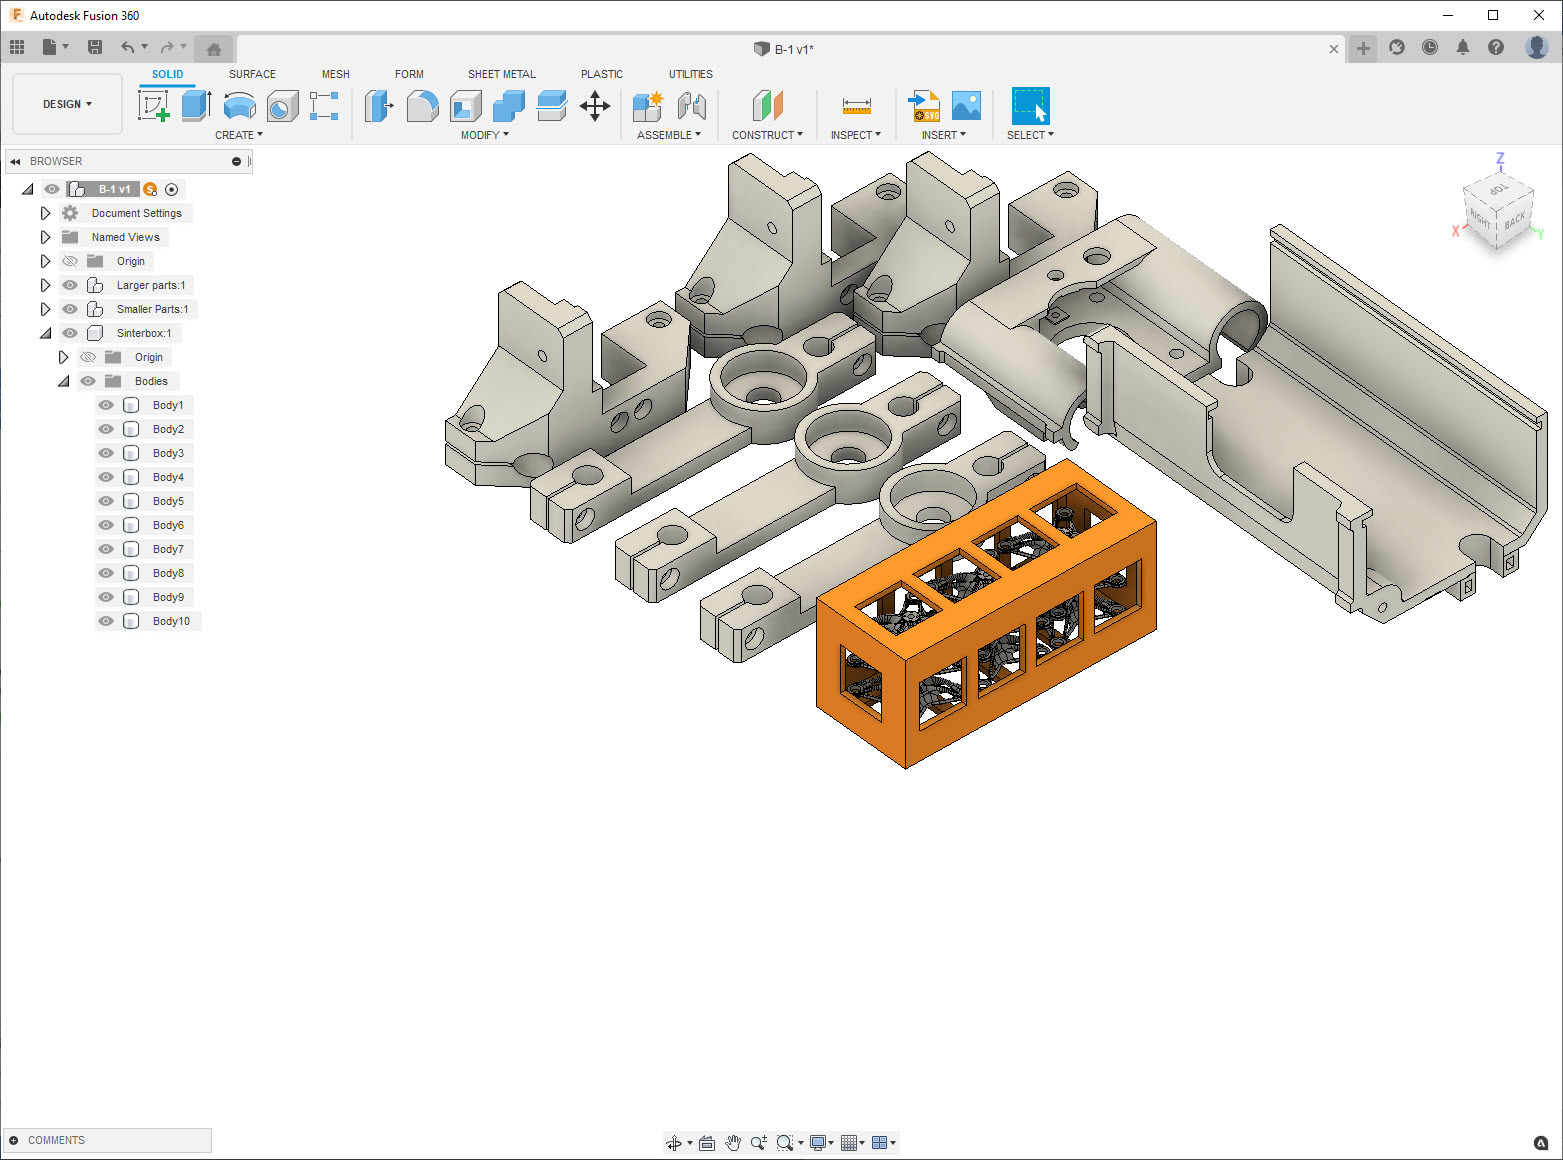 Autodesk Fusion 360
B-1 v1*
SOLID SURFACE MESH FORM SHEET METAL PLASTIC UTILITIES
DESIGN
CREATE MODIFY ASSEMBLE CONSTRUCT INSPECT INSERT SELECT
SVG
BROWSER
B-1 v1
Document Settings
Named Views
Origin
Larger parts:1
Smaller Parts:1
Sinterbox:1
Origin
Bodies
Body1
Body2
Body3
Body4
Body5
Body6
Body7
Body8
Body9
Body10
Z
TOP
RIGHT
BACK
X
Y
COMMENTS